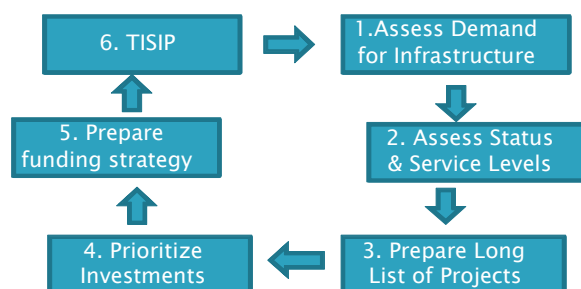 6. TISIP
1.Assess Demand
for Infrastructure
5. Prepare
funding strategy
2. Assess Status
& Service Levels
4. Prioritize
Investments
3. Prepare Long
List of Projects